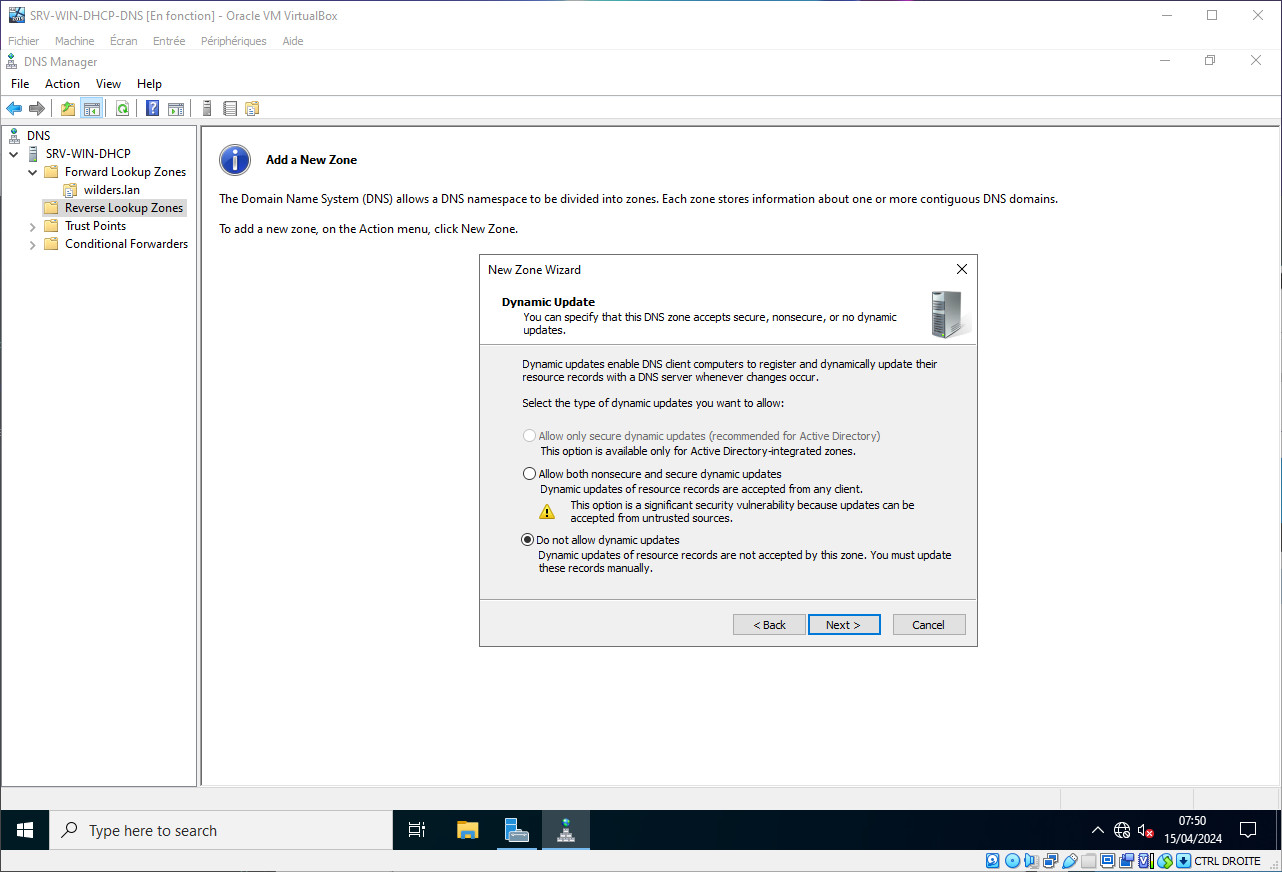 SRV-WIN-DHCP-DNS [En fonction] - Oracle VM VirtualBox
Fichier Machine Écran Entrée Périphériques Aide
DNS Manager
File Action View Help
DNS
SRV-WIN-DHCP
Forward Lookup Zones
wilders.lan
Reverse Lookup Zones
Trust Points
Conditional Forwarders
Add a New Zone
The Domain Name System (DNS) allows a DNS namespace to be divided into zones. Each zone stores information about one or more contiguous DNS domains.
To add a new zone, on the Action menu, click New Zone.
New Zone Wizard
Dynamic Update
You can specify that this DNS zone accepts secure, nonsecure, or no dynamic
updates.
Dynamic updates enable DNS client computers to register and dynamically update their
resource records with a DNS server whenever changes occur.
Select the type of dynamic updates you want to allow:
Allow only secure dynamic updates (recommended for Active Directory)
This option is available only for Active Directory-integrated zones.
Allow both nonsecure and secure dynamic updates
Dynamic updates of resource records are accepted from any client.
This option is a significant security vulnerability because updates can be
accepted from untrusted sources.
Do not allow dynamic updates
Dynamic updates of resource records are not accepted by this zone. You must update
these records manually.
< Back Next > Cancel
Type here to search
07:50
15/04/2024
CTRL DROITE